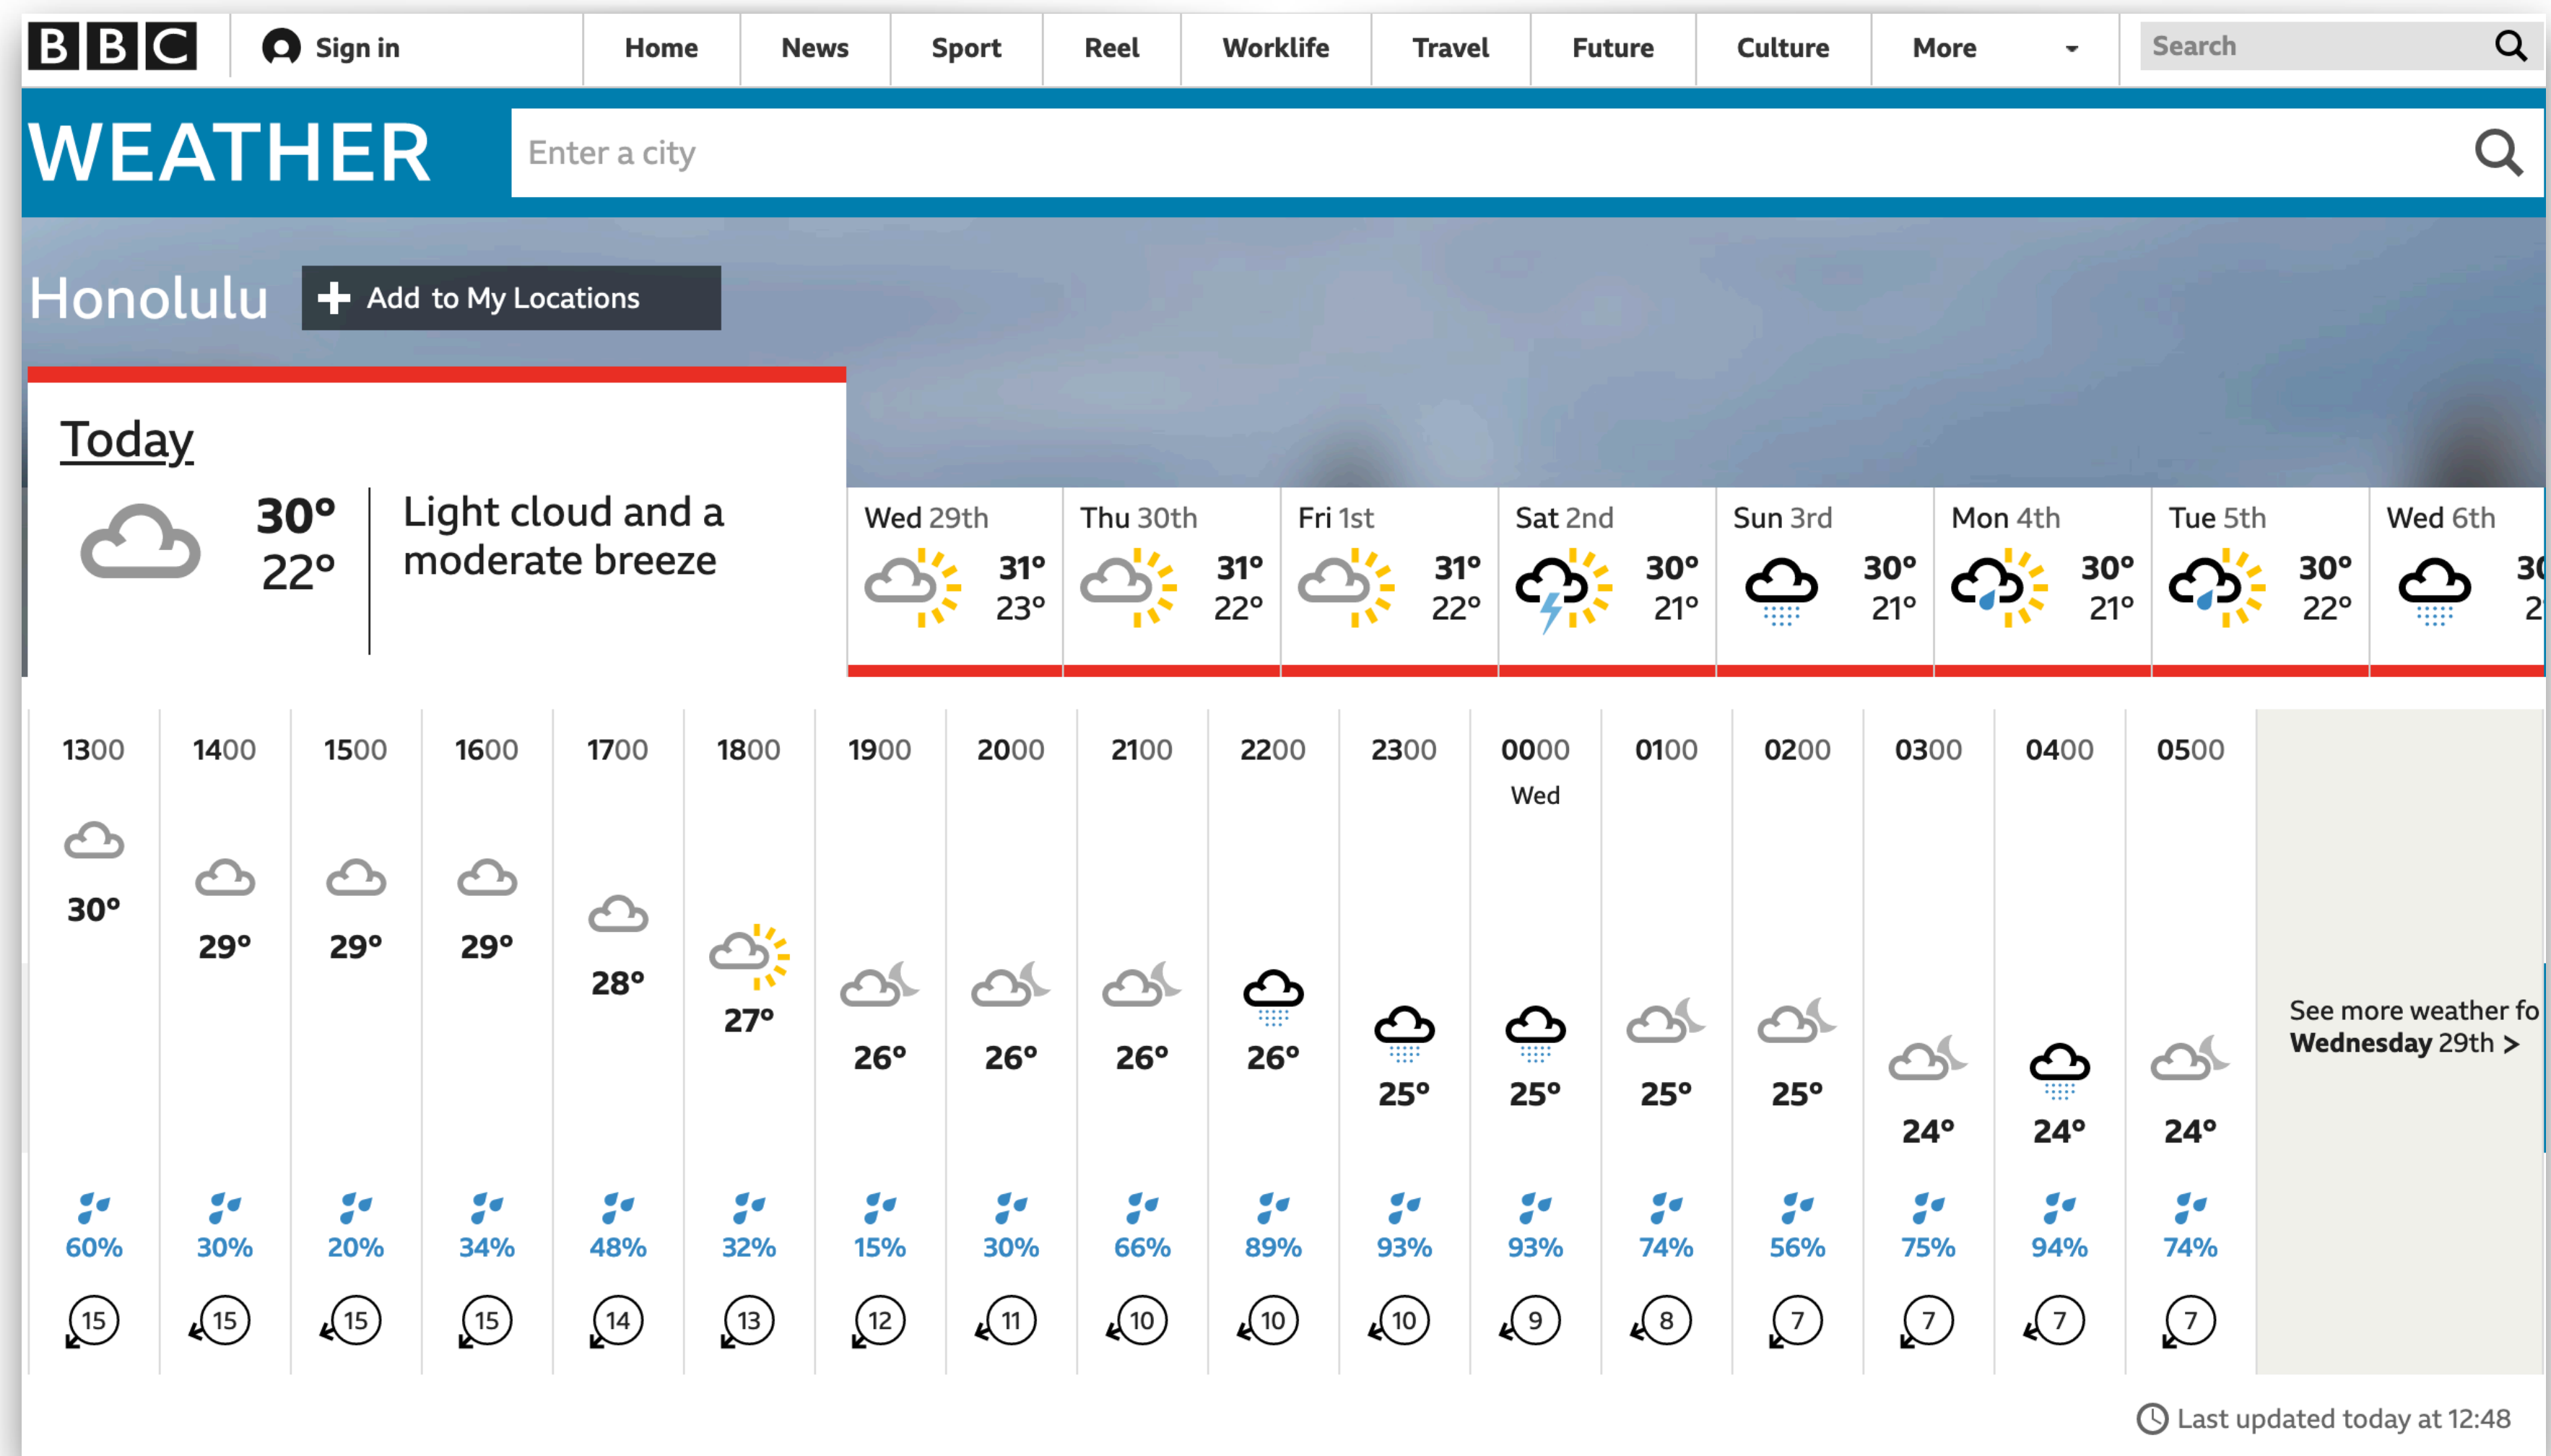 BBC Sign in Home News Sport Reel Worklife Travel Future Culture More Search
WEATHER Enter a city
Honolulu Add to My Locations
Today
30° 22° Light cloud and a
moderate breeze
Wed 29th Thu 30th Fri 1st Sat 2nd Sun 3rd Mon 4th Tue 5th Wed 6th
31° 31° 31° 30° 30° 30° 30°
23° 22° 22° 21° 21° 21° 22°
1300 1400 1500 1600 1700 1800 1900 2000 2100 2200 2300 0000 0100 0200 0300 0400 0500
Wed
30° 29° 29° 29° 28° 27° 26° 26° 26° 26° 25° 25° 25° 25° 24° 24° 24°
See more weather fo
Wednesday 29th >
60% 30% 20% 34% 48% 32% 15% 30% 66% 89% 93% 93% 74% 56% 75% 94% 74%
15 15 15 15 14 13 12 11 10 10 10 9 8 7 7 7 7
Last updated today at 12:48